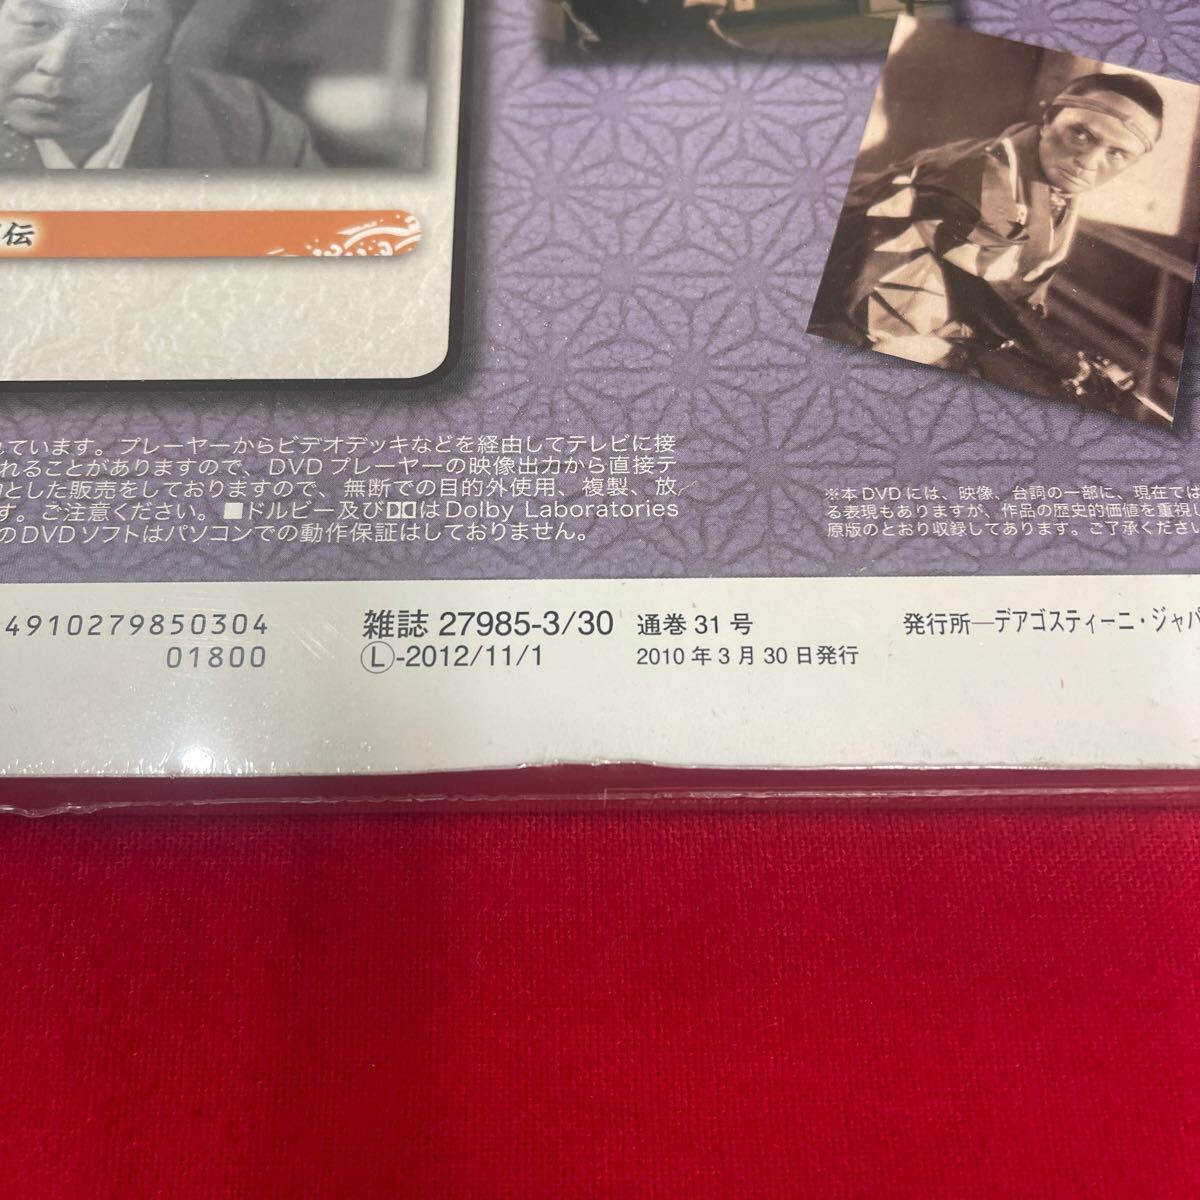 伝
れています。プレーヤーからビデオデッキなどを経由してテレビに接
れることがありますので、DVDプレーヤーの映像出力から直接テ
とした販売をしておりますので、無断での目的外使用、複製、放
す。ご注意ください。■ドルビー及びはDolby Laboratories
のDVDソフトはパソコンでの動作保証はしておりません。
※本DVDには、映像、台詞の一部に、現在では
る表現もありますが、作品の歴史的価値を重視し
原版のとおり収録してあります。ご了承くださ
4910279850304
01800
雑誌 27985-3/30
Ⓛ-2012/11/1
通巻 31 号
2010 年 3 月 30 日発行
発行所―デアゴスティーニ・ジャパ